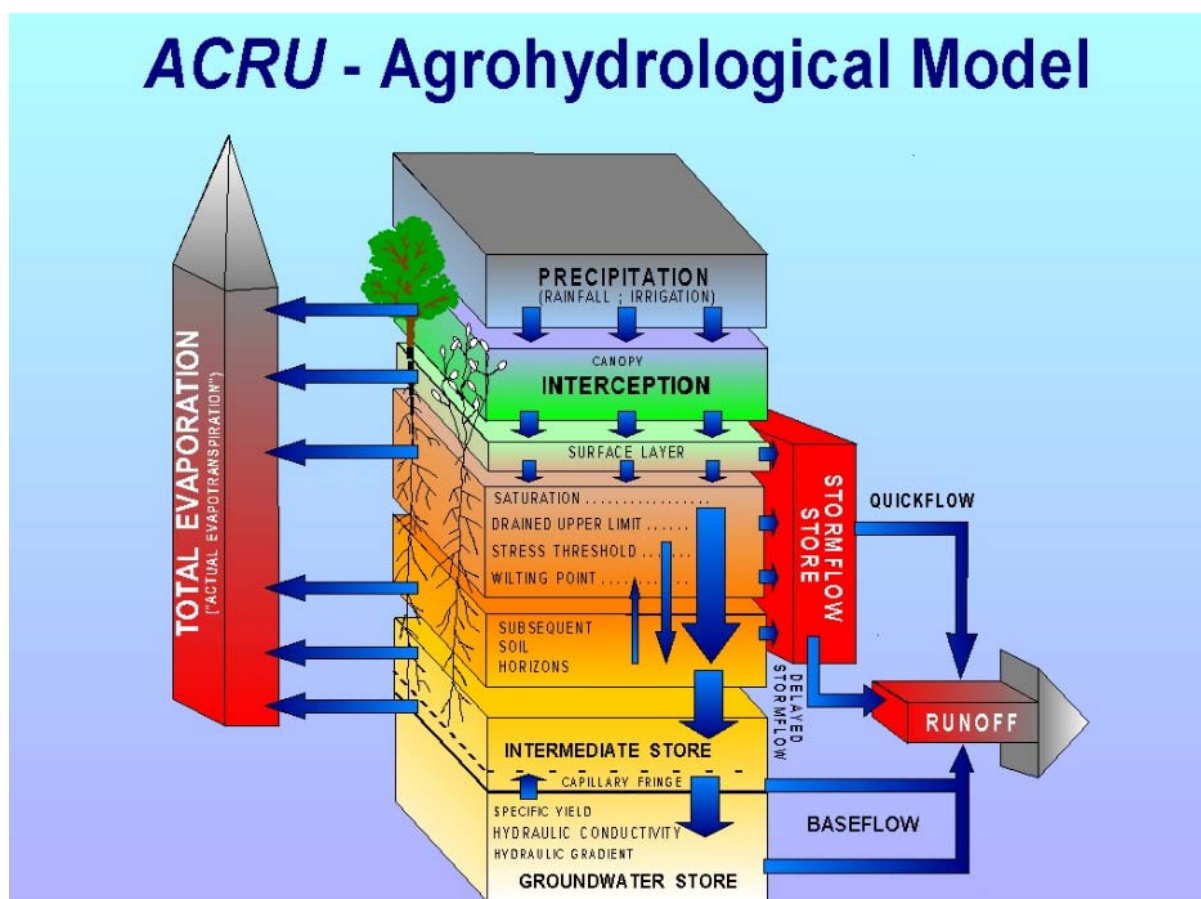 ACRU - Agrohydrological Model
PRECIPITATION
(RAINFALL ; IRRIGATION)
CANOPY
INTERCEPTION
SURFACE LAYER
SATURATION ................
DRAINED UPPER LIMIT ......
STRESS THRESHOLD .......
WILTING POINT ............
SUBSEQUENT
SOIL
HORIZONS
INTERMEDIATE STORE
CAPILLARY FRINGE
SPECIFIC YIELD
HYDRAULIC CONDUCTIVITY
HYDRAULIC GRADIENT
GROUNDWATER STORE
TOTAL EVAPORATION
("ACTUAL EVAPOTRANSPIRATION")
STORMFLOW
STORE
QUICKFLOW
DELAYED
STORMFLOW
RUNOFF
BASEFLOW